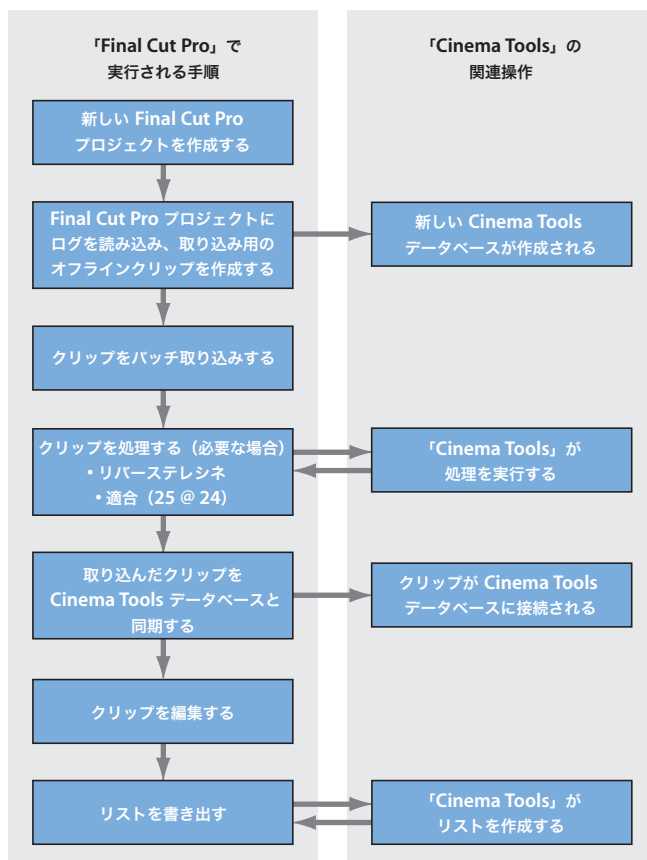 「Final Cut Pro」で
実行される手順
「Cinema Tools」の
関連操作
新しい Final Cut Pro
プロジェクトを作成する
Final Cut Pro プロジェクトに
ログを読み込み、取り込み用の
オフラインクリップを作成する
新しい Cinema Tools
データベースが作成される
クリップをバッチ取り込みする
クリップを処理する（必要な場合）
• リバーステレシネ
• 適合（25 @ 24）
「Cinema Tools」が
処理を実行する
取り込んだクリップを
Cinema Tools データベースと
同期する
クリップが Cinema Tools
データベースに接続される
クリップを編集する
リストを書き出す
「Cinema Tools」が
リストを作成する